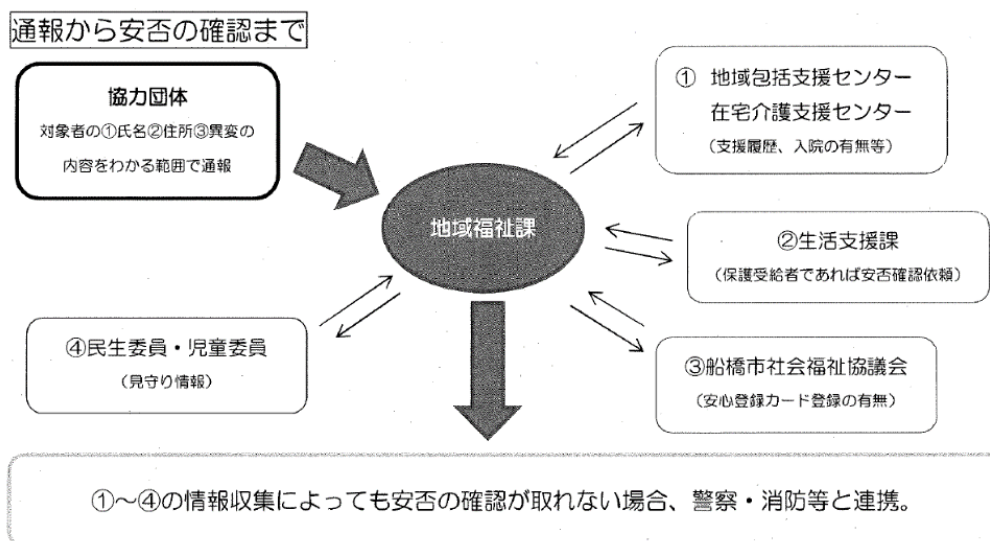 通報から安否の確認まで
協力団体
対象者の①氏名②住所③異変の
内容をわかる範囲で通報
① 地域包括支援センター
在宅介護支援センター
(支援履歴、入院の有無等)
地域福祉課
②生活支援課
(保護受給者であれば安否確認依頼)
④民生委員・児童委員
(見守り情報)
③船橋市社会福祉協議会
(安心登録カード登録の有無)
①～④の情報収集によっても安否の確認が取れない場合、警察・消防等と連携。